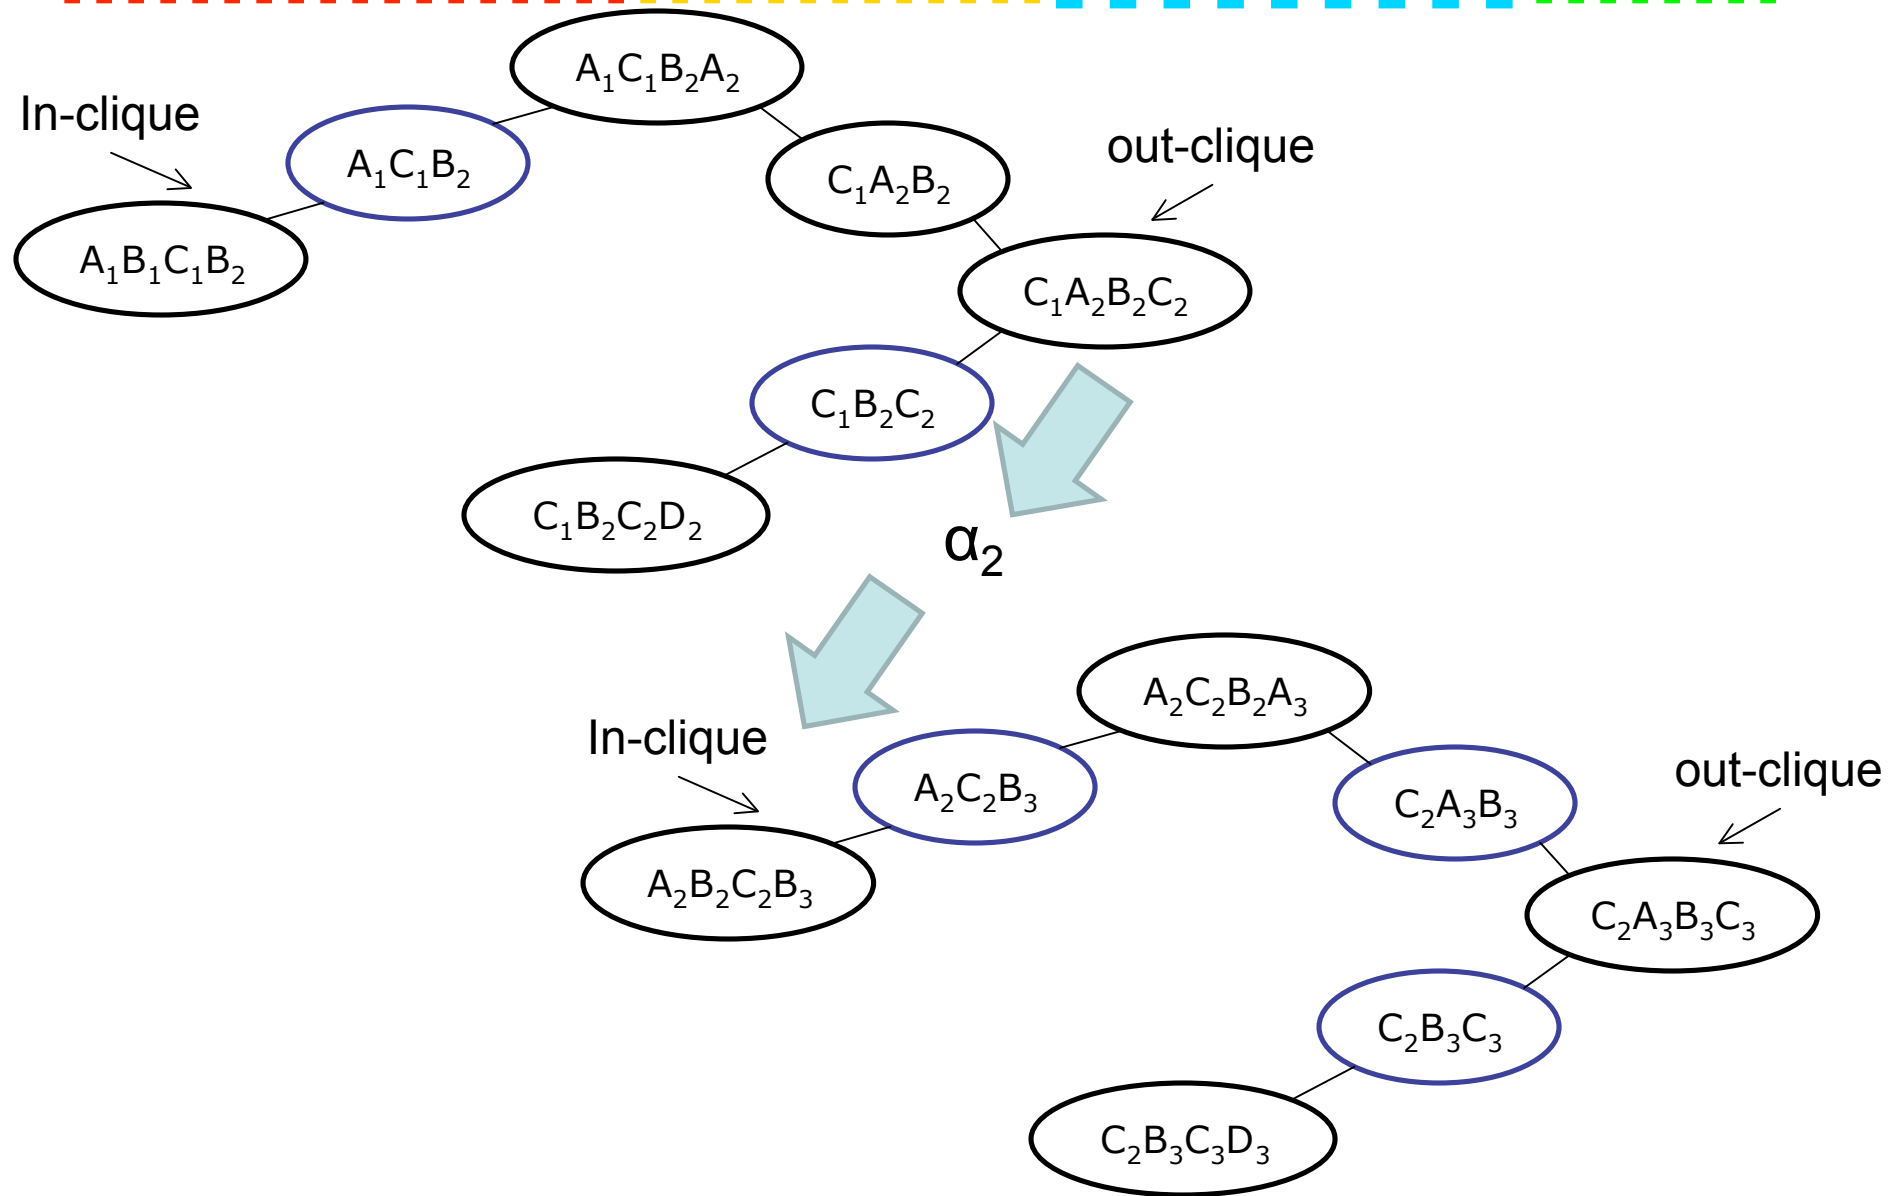 A₁C₁B₂A₂
In-clique
A₁C₁B₂
out-clique
C₁A₂B₂
A₁B₁C₁B₂
C₁A₂B₂C₂
C₁B₂C₂
C₁B₂C₂D₂
α₂
A₂C₂B₂A₃
In-clique
A₂C₂B₃
out-clique
C₂A₃B₃
A₂B₂C₂B₃
C₂A₃B₃C₃
C₂B₃C₃
C₂B₃C₃D₃